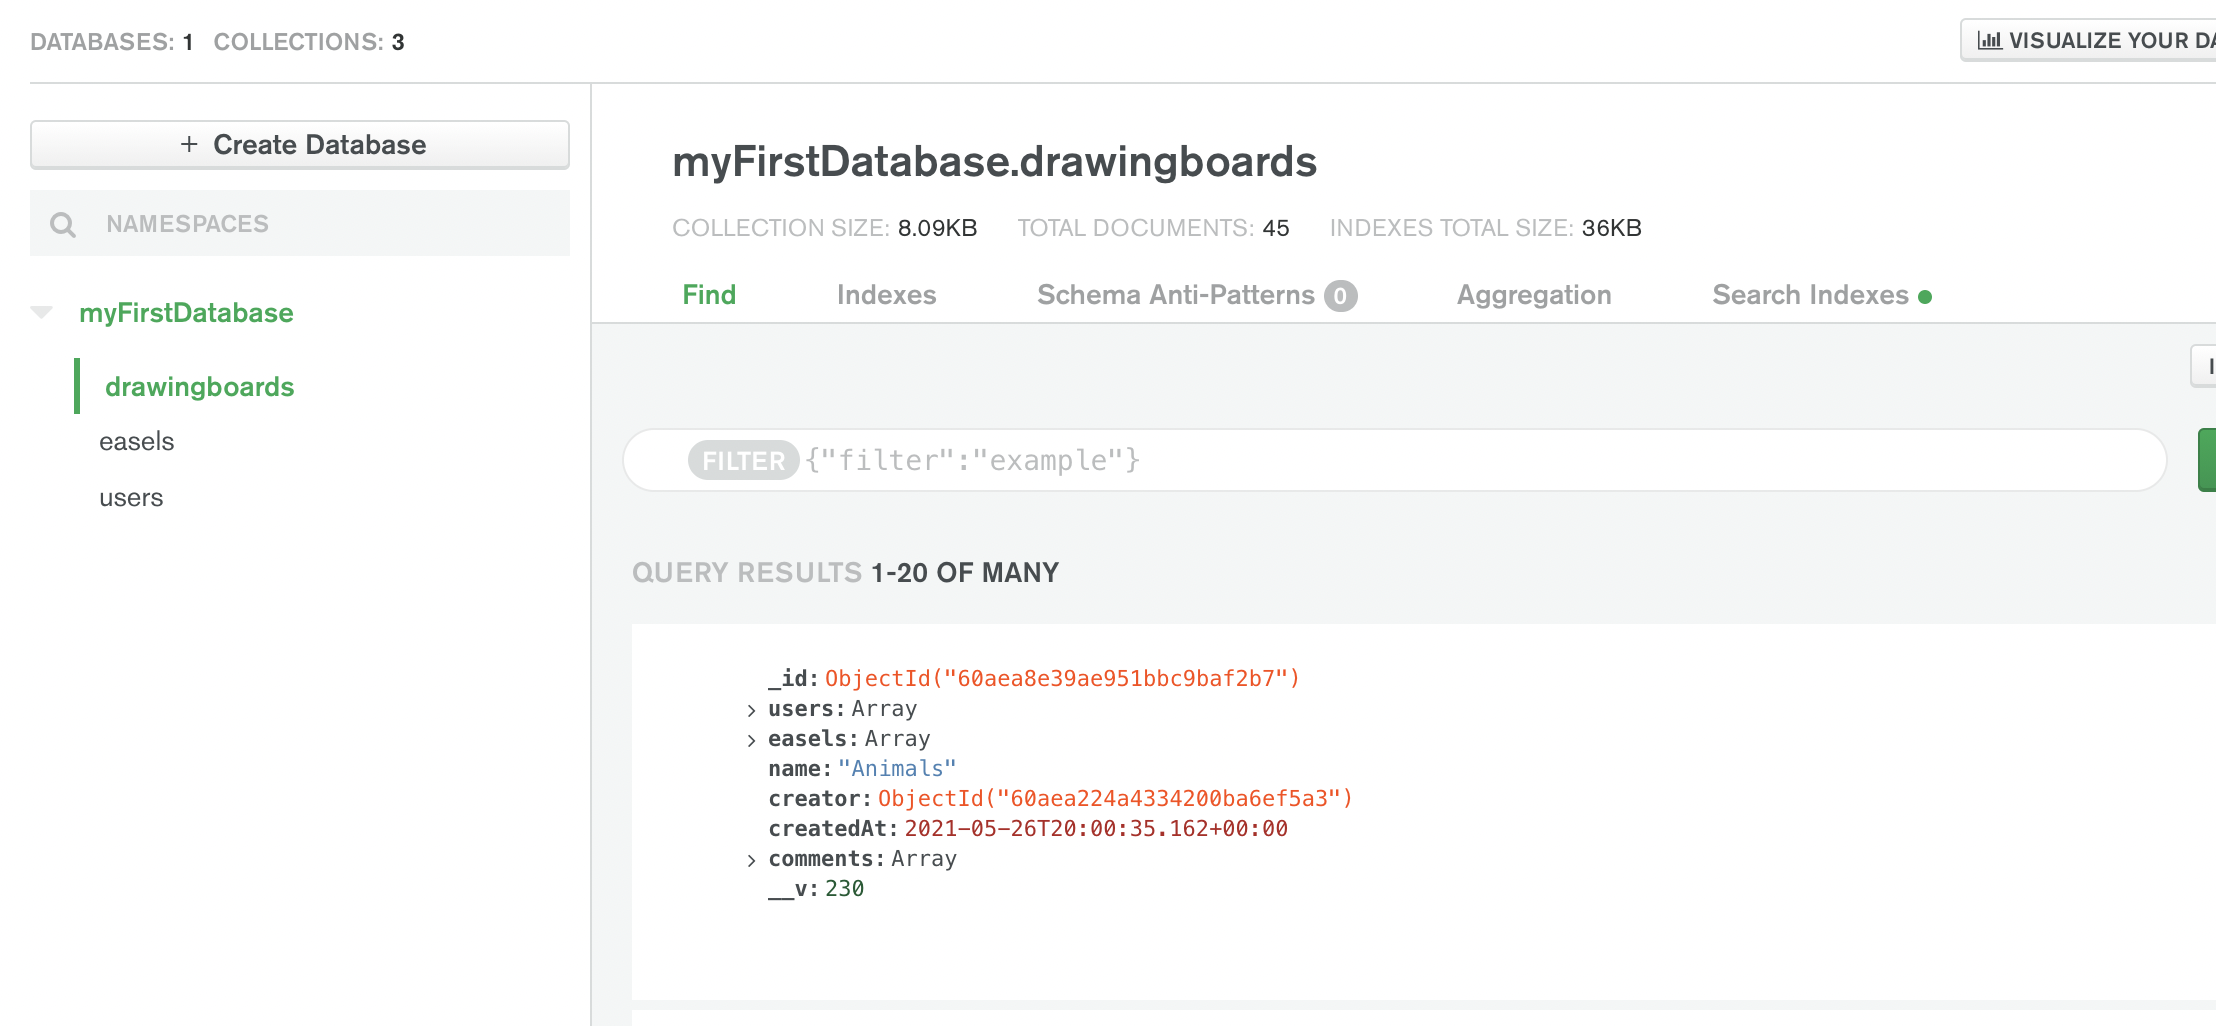 DATABASES: 1 COLLECTIONS: 3
VISUALIZE YOUR
+ Create Database
NAMESPACES
myFirstDatabase
drawingboards
easels
users
myFirstDatabase.drawingboards
COLLECTION SIZE: 8.09KB TOTAL DOCUMENTS: 45 INDEXES TOTAL SIZE: 36KB
Find Indexes Schema Anti-Patterns 0 Aggregation Search Indexes
FILTER {"filter":"example"}
QUERY RESULTS 1-20 OF MANY
_id: ObjectId("60aea8e39ae951bbc9baf2b7")
users: Array
easels: Array
name: "Animals"
creator: ObjectId("60aea224a4334200ba6ef5a3")
createdAt: 2021-05-26T20:00:35.162+00:00
comments: Array
__v: 230